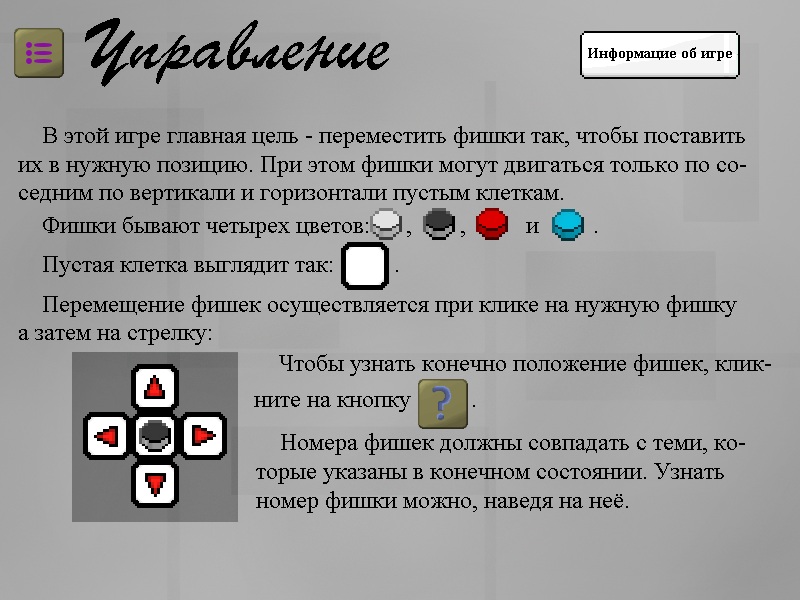 Управление
Информацие об игре
В этой игре главная цель - переместить фишки так, чтобы поставить
их в нужную позицию. При этом фишки могут двигаться только по со-
седним по вертикали и горизонтали пустым клеткам.
Фишки бывают четырех цветов: , , и .
Пустая клетка выглядит так: .
Перемещение фишек осуществляется при клике на нужную фишку
а затем на стрелку:
Чтобы узнать конечно положение фишек, клик-
ните на кнопку ? .
Номера фишек должны совпадать с теми, ко-
торые указаны в конечном состоянии. Узнать
номер фишки можно, наведя на неё.